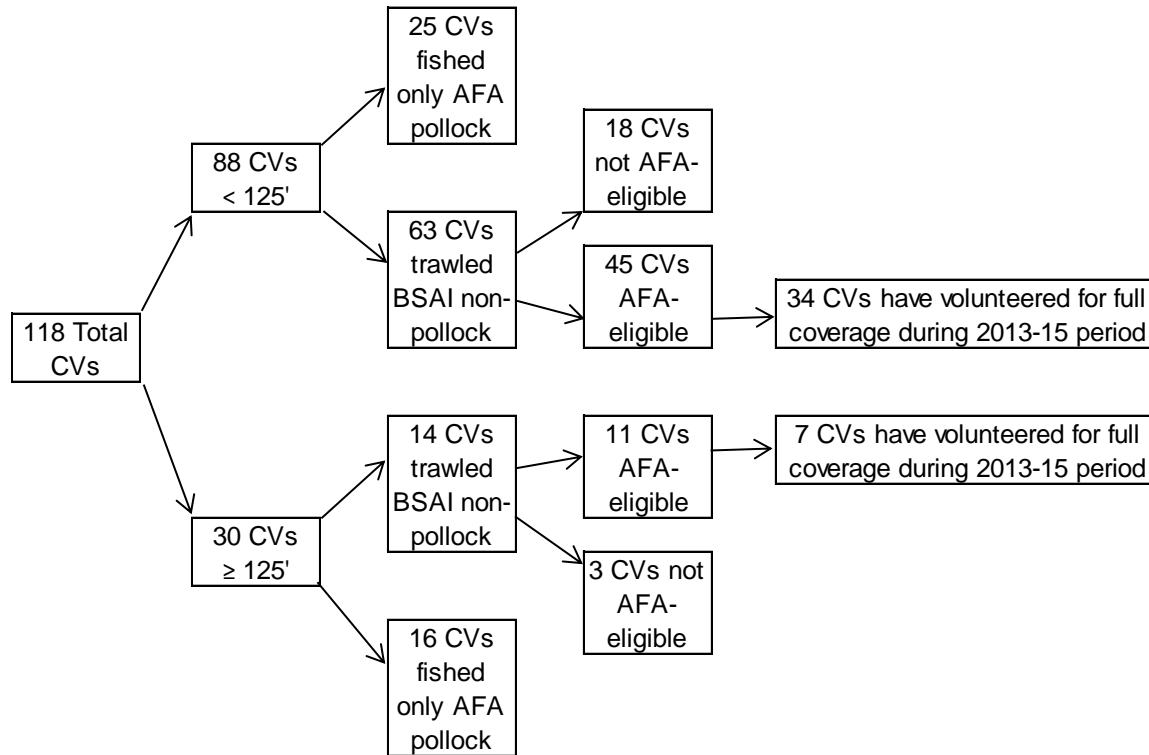 118 Total
CVs
88 CVs
< 125'
25 CVs
fished
only AFA
pollock
63 CVs
trawled
BSAI non-
pollock
18 CVs
not AFA-
eligible
45 CVs
AFA-
eligible
34 CVs have volunteered for full
coverage during 2013-15 period
30 CVs
≥ 125'
14 CVs
trawled
BSAI non-
pollock
11 CVs
AFA-
eligible
7 CVs have volunteered for full
coverage during 2013-15 period
3 CVs not
AFA-
eligible
16 CVs
fished
only AFA
pollock